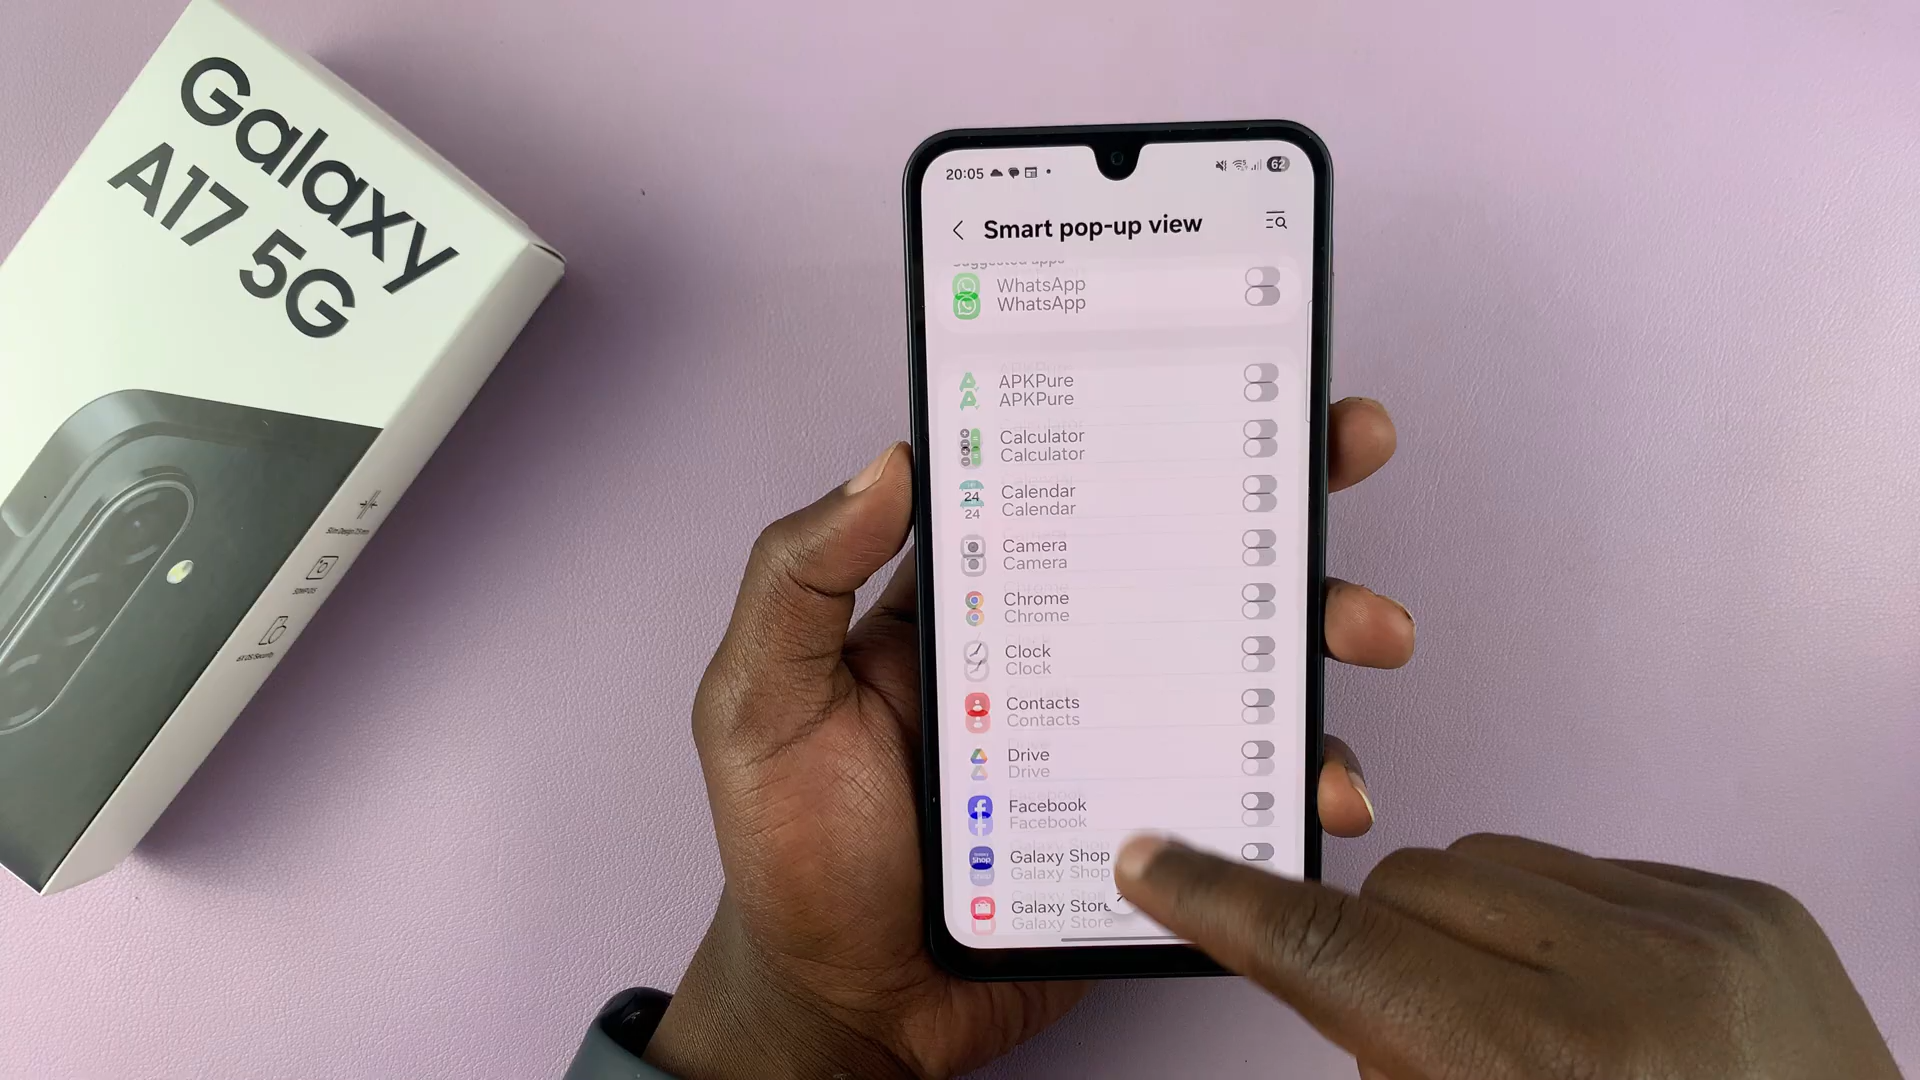 Galaxy
A17 5G
20:05
62
Smart pop-up view
Suggested apps
WhatsApp
WhatsApp
APKPure
APKPure
Calculator
Calculator
24 Calendar
24 Calendar
Camera
Camera
Chrome
Chrome
Clock
Clock
Contacts
Contacts
Drive
Drive
Facebook
Facebook
Galaxy Shop
Galaxy Shop
Galaxy Store
Galaxy Store